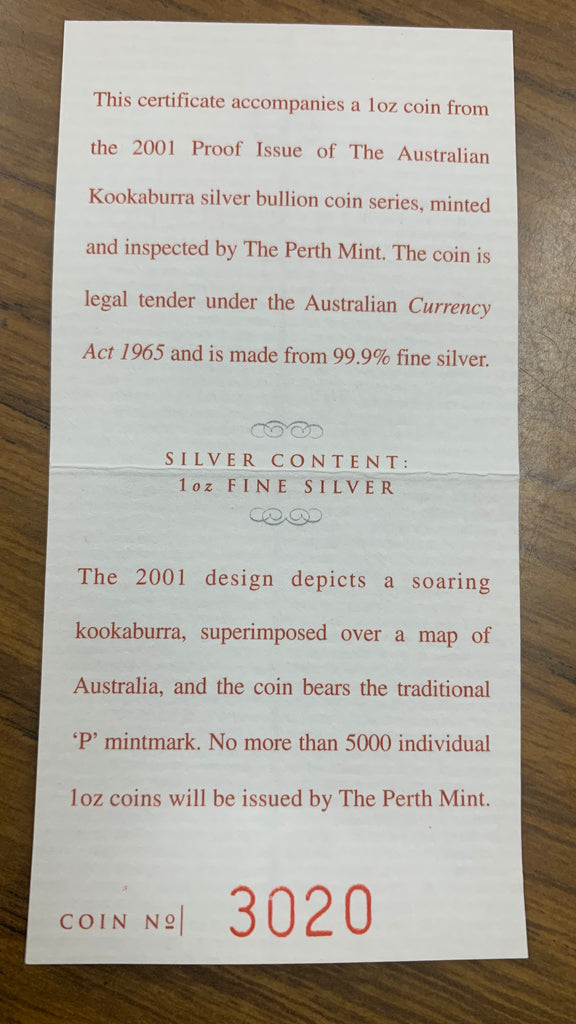 This certificate accompanies a 1oz coin from
the 2001 Proof Issue of The Australian
Kookaburra silver bullion coin series, minted
and inspected by The Perth Mint. The coin is
legal tender under the Australian Currency
Act 1965 and is made from 99.9% fine silver.
SILVER CONTENT:
1oz FINE SILVER
The 2001 design depicts a soaring
kookaburra, superimposed over a map of
Australia, and the coin bears the traditional
‘P’ mintmark. No more than 5000 individual
1oz coins will be issued by The Perth Mint.
COIN Nº| 3020